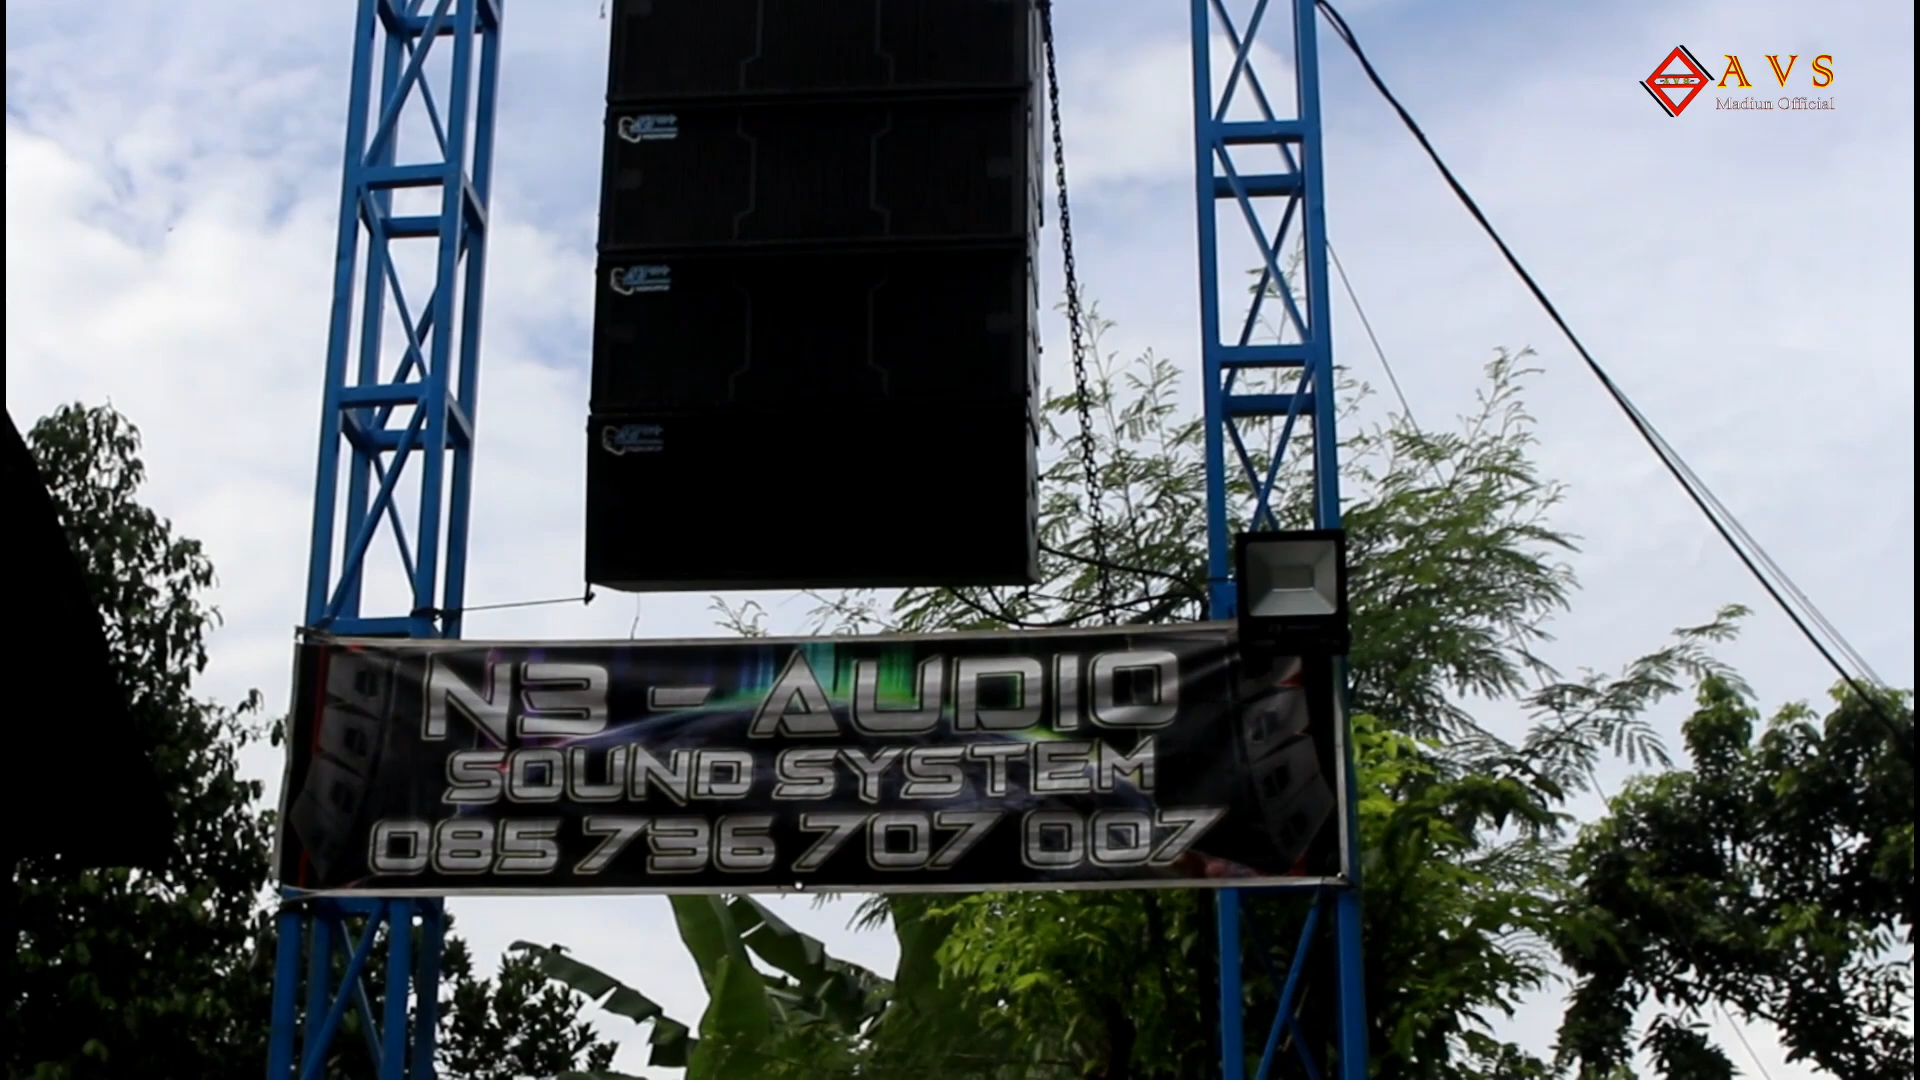 AVS
Madiun Official
N3 - AUDIO
SOUND SYSTEM
085 736 707 007